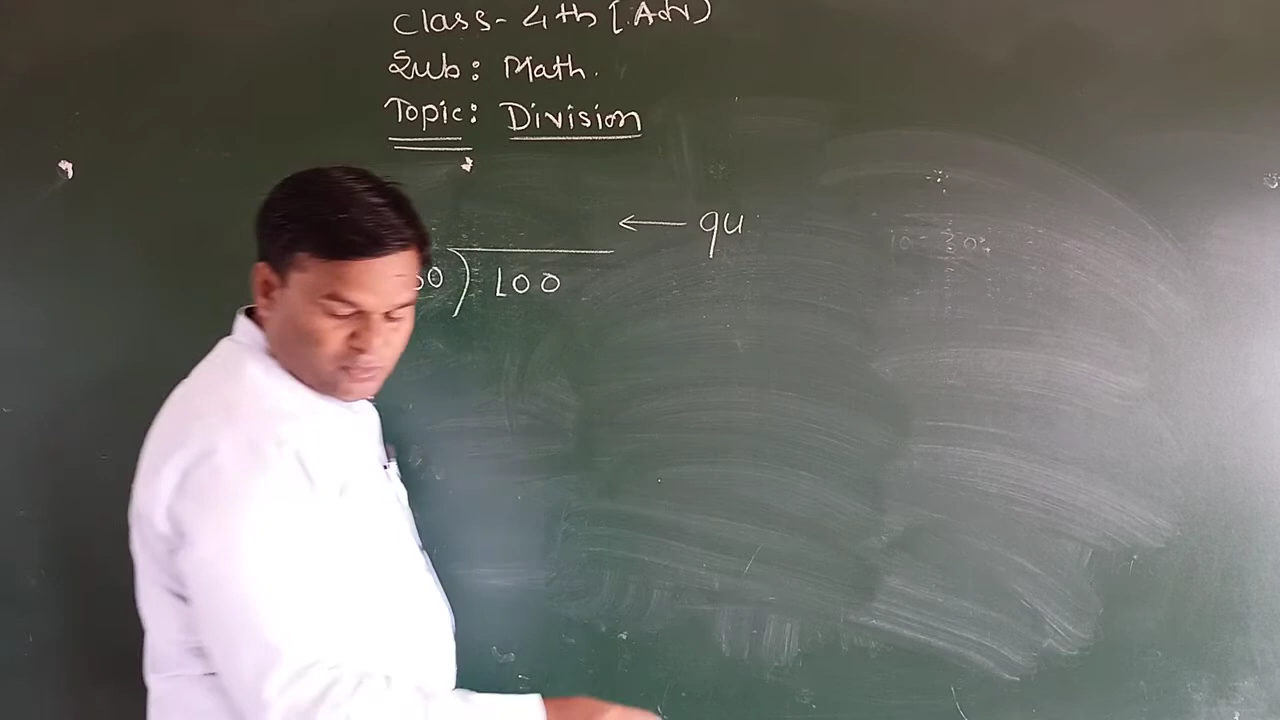 Class- 4th [Adv)
Sub: Math.
Topic: Division
← qu
0 ) 100